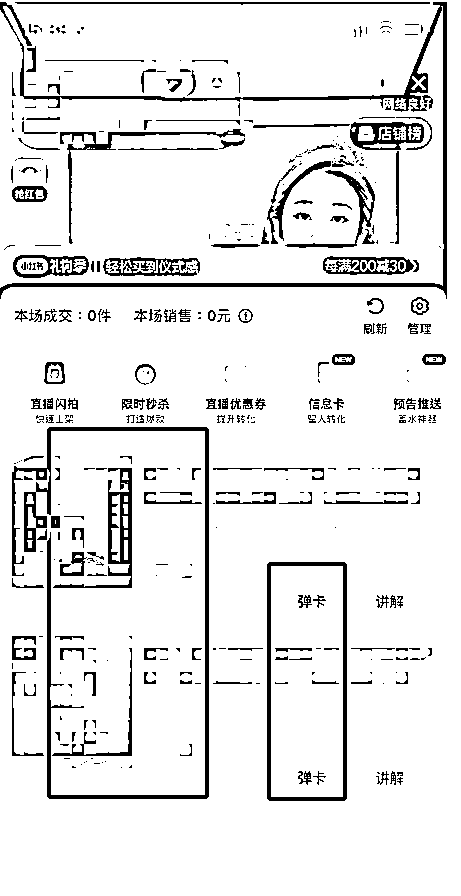 网络良好
店铺榜
抢红包
小红书 礼物季 轻松买到仪式感 每满200减30
本场成交：0件 本场销售：0元
刷新 管理
NEW NEW
直播闪拍 限时秒杀 直播优惠券 信息卡 预告推送
快速上架 打造爆款 提升转化 留人转化 蓄水神器
弹卡 讲解
弹卡 讲解